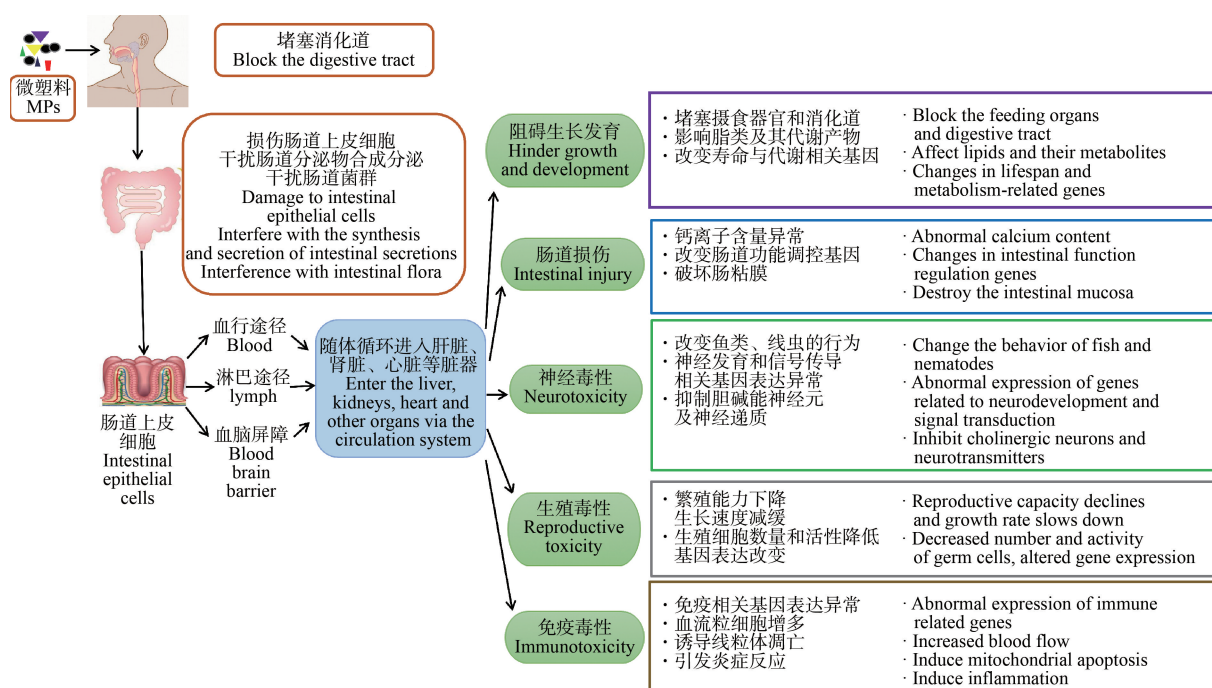 微塑料
MPs
堵塞消化道
Block the digestive tract
损伤肠道上皮细胞
干扰肠道分泌物合成分泌
干扰肠道菌群
Damage to intestinal
epithelial cells
Interfere with the synthesis
and secretion of intestinal secretions
Interference with intestinal flora
肠道上皮
细胞
Intestinal
epithelial
cells
血行途径
Blood
淋巴途径
lymph
血脑屏障
Blood
brain
barrier
随体循环进入肝脏、
肾脏、心脏等脏器
Enter the liver,
kidneys, heart and
other organs via the
circulation system
阻碍生长发育
Hinder growth
and development
·堵塞摄食器官和消化道
·影响脂类及其代谢产物
·改变寿命与代谢相关基因
· Block the feeding organs
and digestive tract
· Affect lipids and their metabolites
· Changes in lifespan and
metabolism-related genes
肠道损伤
Intestinal injury
·钙离子含量异常
·改变肠道功能调控基因
·破坏肠粘膜
· Abnormal calcium content
· Changes in intestinal function
regulation genes
· Destroy the intestinal mucosa
神经毒性
Neurotoxicity
·改变鱼类、线虫的行为
·神经发育和信号传导
相关基因表达异常
·抑制胆碱能神经元
及神经递质
· Change the behavior of fish and
nematodes
· Abnormal expression of genes
related to neurodevelopment and
signal transduction
· Inhibit cholinergic neurons and
neurotransmitters
生殖毒性
Reproductive
toxicity
·繁殖能力下降
生长速度减缓
·生殖细胞数量和活性降低
基因表达改变
· Reproductive capacity declines
and growth rate slows down
· Decreased number and activity
of germ cells, altered gene expression
免疫毒性
Immunotoxicity
·免疫相关基因表达异常
·血流粒细胞增多
·诱导线粒体凋亡
·引发炎症反应
· Abnormal expression of immune
related genes
· Increased blood flow
· Induce mitochondrial apoptosis
· Induce inflammation